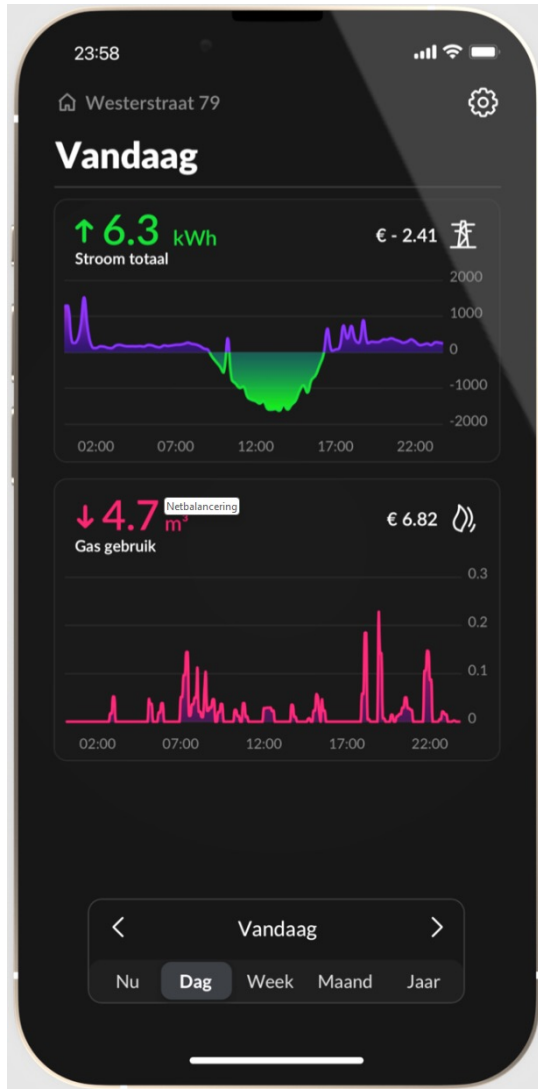 23:58
Westerstraat 79
Vandaag
↑ 6.3 kWh
€ - 2.41
Stroom totaal
2000
1000
0
-1000
-2000
02:00 07:00 12:00 17:00 22:00
↓ 4.7 m³
Netbalancering
€ 6.82
Gas gebruik
0.3
0.2
0.1
0
02:00 07:00 12:00 17:00 22:00
< Vandaag >
Nu Dag Week Maand Jaar